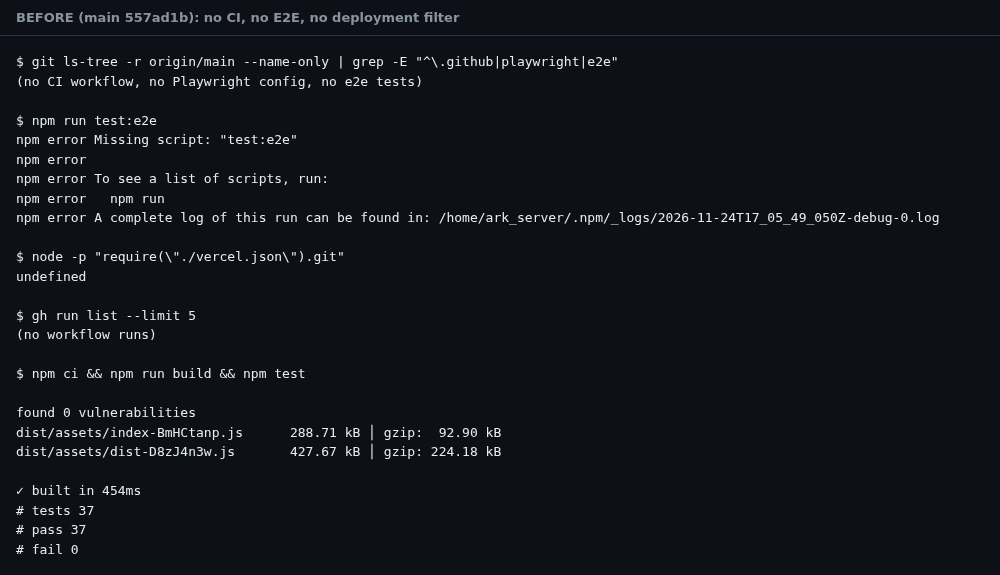 BEFORE (main 557ad1b): no CI, no E2E, no deployment filter
$ git ls-tree -r origin/main --name-only | grep -E "^\.github|playwright|e2e"
(no CI workflow, no Playwright config, no e2e tests)
$ npm run test:e2e
npm error Missing script: "test:e2e"
npm error
npm error To see a list of scripts, run:
npm error   npm run
npm error A complete log of this run can be found in: /home/ark_server/.npm/_logs/2026-11-24T17_05_49_050Z-debug-0.log
$ node -p "require(\"./vercel.json\").git"
undefined
$ gh run list --limit 5
(no workflow runs)
$ npm ci && npm run build && npm test
found 0 vulnerabilities
dist/assets/index-BmHCtanp.js      288.71 kB │ gzip:  92.90 kB
dist/assets/dist-D8zJ4n3w.js       427.67 kB │ gzip: 224.18 kB
✓ built in 454ms
# tests 37
# pass 37
# fail 0